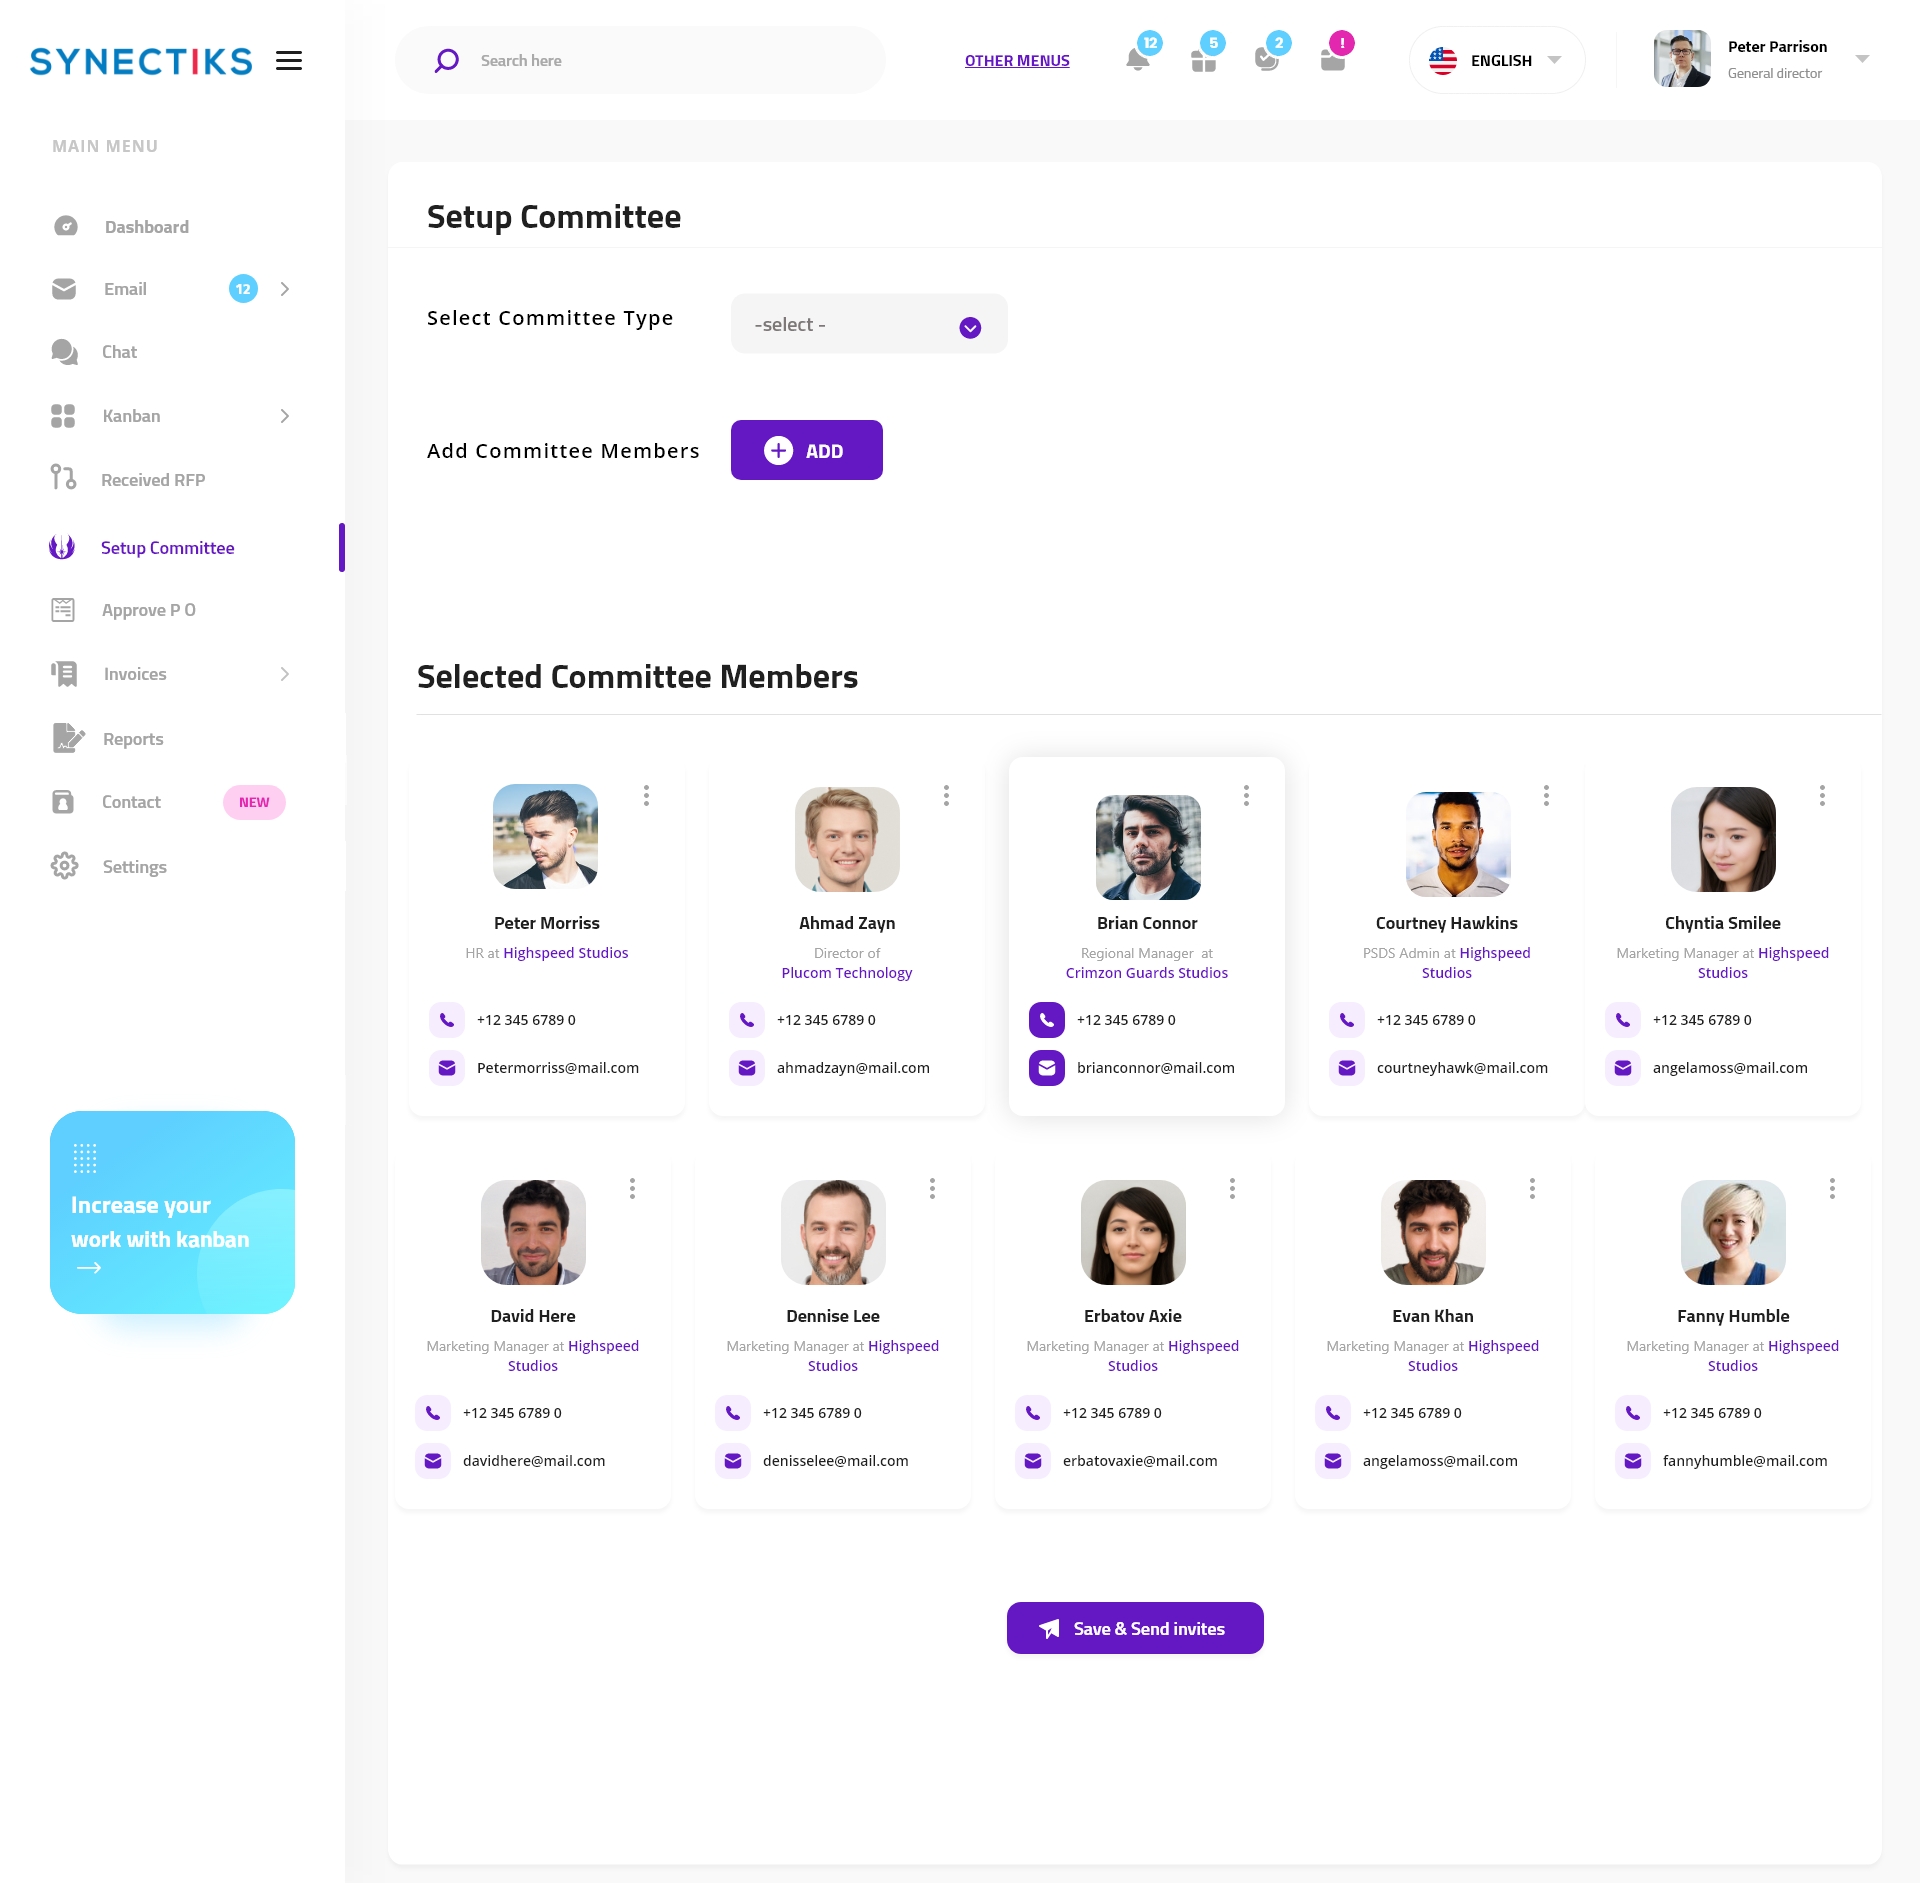 SYNECTIKS
Search here
OTHER MENUS
12
5
2
!
ENGLISH
Peter Parrison
General director
MAIN MENU
Dashboard
Email
12
Chat
Kanban
Received RFP
Setup Committee
Approve P O
Invoices
Reports
Contact
NEW
Settings
Increase your
work with kanban
Setup Committee
Select Committee Type
-select -
Add Committee Members
ADD
Selected Committee Members
Peter Morriss
HR at Highspeed Studios
+12 345 6789 0
Petermorriss@mail.com
Ahmad Zayn
Director of
Plucom Technology
+12 345 6789 0
ahmadzayn@mail.com
Brian Connor
Regional Manager at
Crimzon Guards Studios
+12 345 6789 0
brianconnor@mail.com
Courtney Hawkins
PSDS Admin at Highspeed
Studios
+12 345 6789 0
courtneyhawk@mail.com
Chyntia Smilee
Marketing Manager at Highspeed
Studios
+12 345 6789 0
angelamoss@mail.com
David Here
Marketing Manager at Highspeed
Studios
+12 345 6789 0
davidhere@mail.com
Dennise Lee
Marketing Manager at Highspeed
Studios
+12 345 6789 0
denisselee@mail.com
Erbatov Axie
Marketing Manager at Highspeed
Studios
+12 345 6789 0
erbatovaxie@mail.com
Evan Khan
Marketing Manager at Highspeed
Studios
+12 345 6789 0
angelamoss@mail.com
Fanny Humble
Marketing Manager at Highspeed
Studios
+12 345 6789 0
fannyhumble@mail.com
Save & Send invites